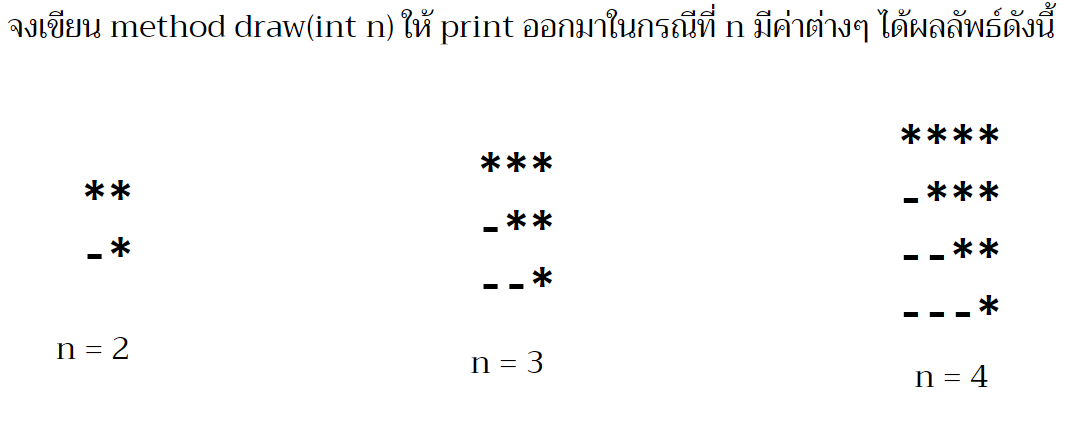 จงเขียน method draw(int n) ให้ print ออกมาในกรณีที่ n มีค่าต่างๆ ได้ผลลัพธ์ดังนี้
**
-*
n = 2
***
-**
--*
n = 3
****
-***
--**
---*
n = 4